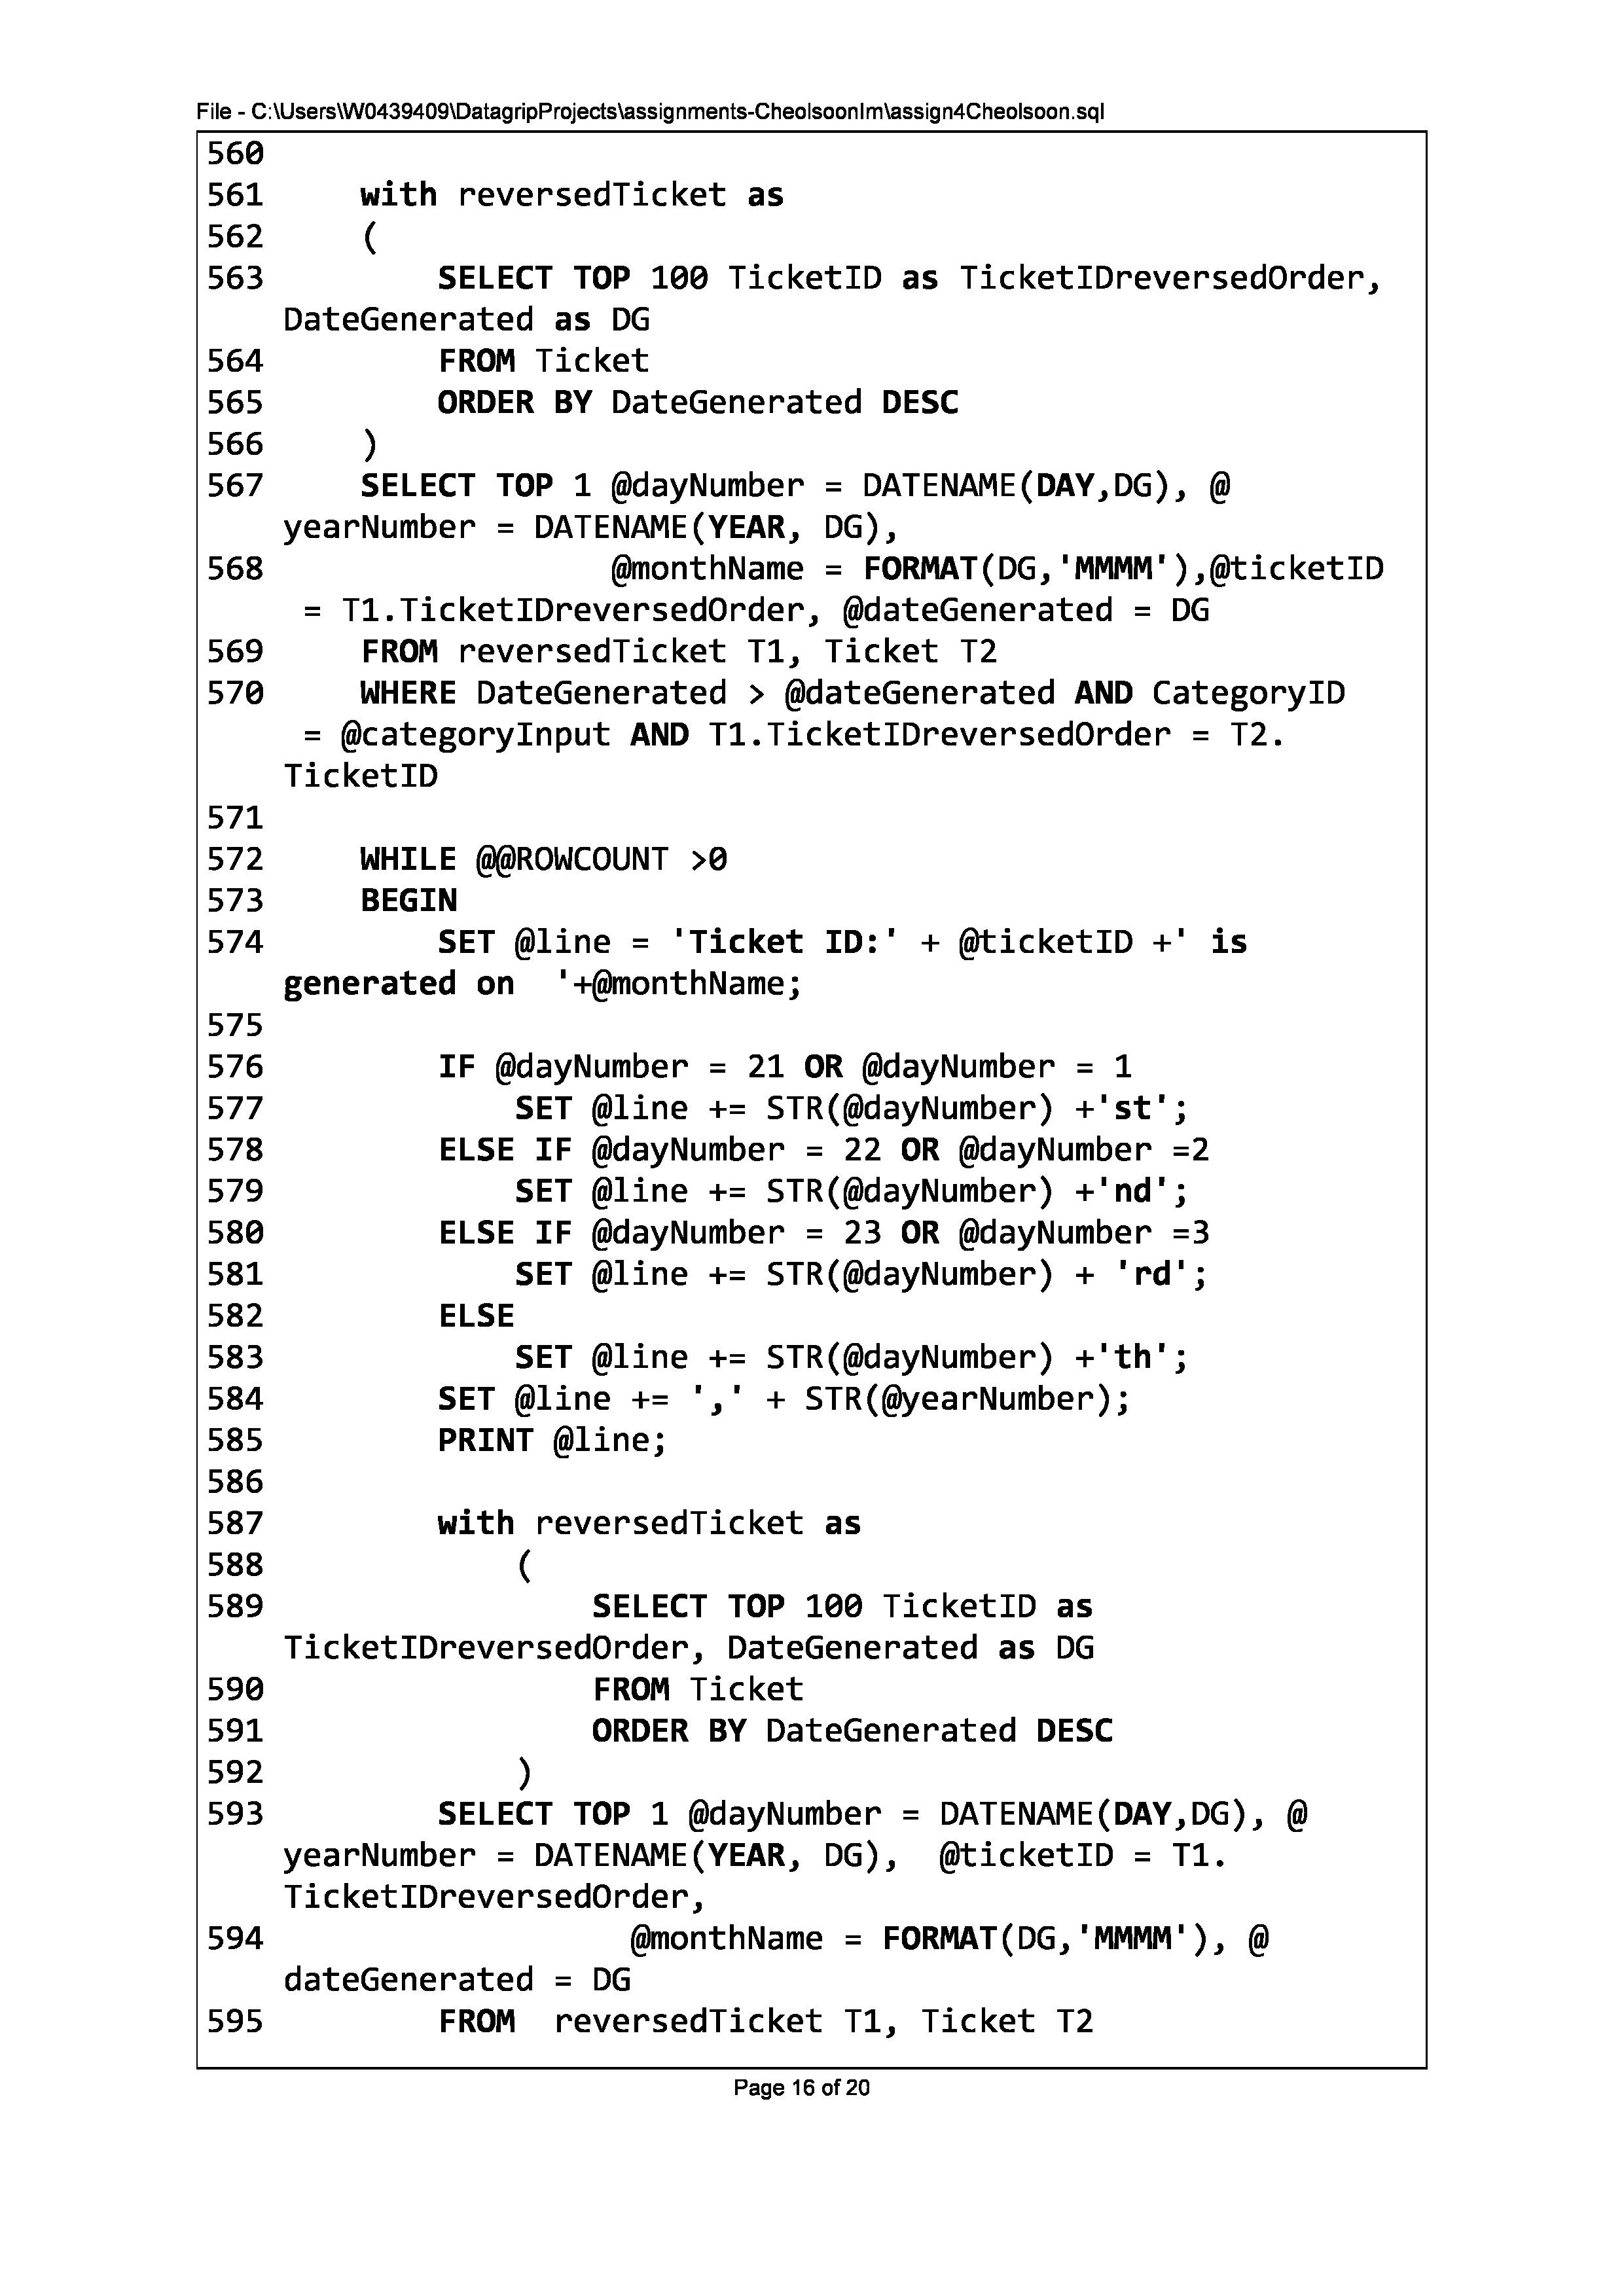 File - C:\Users\W0439409\DatagripProjects\assignments-CheolsoonIm\assign4Cheolsoon.sql
560
561     with reversedTicket as
562     (
563         SELECT TOP 100 TicketID as TicketIDreversedOrder,
    DateGenerated as DG
564         FROM Ticket
565         ORDER BY DateGenerated DESC
566     )
567     SELECT TOP 1 @dayNumber = DATENAME(DAY,DG), @
    yearNumber = DATENAME(YEAR, DG),
568                  @monthName = FORMAT(DG,'MMMM'),@ticketID
     = T1.TicketIDreversedOrder, @dateGenerated = DG
569     FROM reversedTicket T1, Ticket T2
570     WHERE DateGenerated > @dateGenerated AND CategoryID
     = @categoryInput AND T1.TicketIDreversedOrder = T2.
    TicketID
571
572     WHILE @@ROWCOUNT >0
573     BEGIN
574         SET @line = 'Ticket ID:' + @ticketID +' is
    generated on  '+@monthName;
575
576         IF @dayNumber = 21 OR @dayNumber = 1
577             SET @line += STR(@dayNumber) +'st';
578         ELSE IF @dayNumber = 22 OR @dayNumber =2
579             SET @line += STR(@dayNumber) +'nd';
580         ELSE IF @dayNumber = 23 OR @dayNumber =3
581             SET @line += STR(@dayNumber) + 'rd';
582         ELSE
583             SET @line += STR(@dayNumber) +'th';
584         SET @line += ',' + STR(@yearNumber);
585         PRINT @line;
586
587         with reversedTicket as
588             (
589                 SELECT TOP 100 TicketID as
    TicketIDreversedOrder, DateGenerated as DG
590                 FROM Ticket
591                 ORDER BY DateGenerated DESC
592             )
593         SELECT TOP 1 @dayNumber = DATENAME(DAY,DG), @
    yearNumber = DATENAME(YEAR, DG),  @ticketID = T1.
    TicketIDreversedOrder,
594                   @monthName = FORMAT(DG,'MMMM'), @
    dateGenerated = DG
595         FROM  reversedTicket T1, Ticket T2
Page 16 of 20